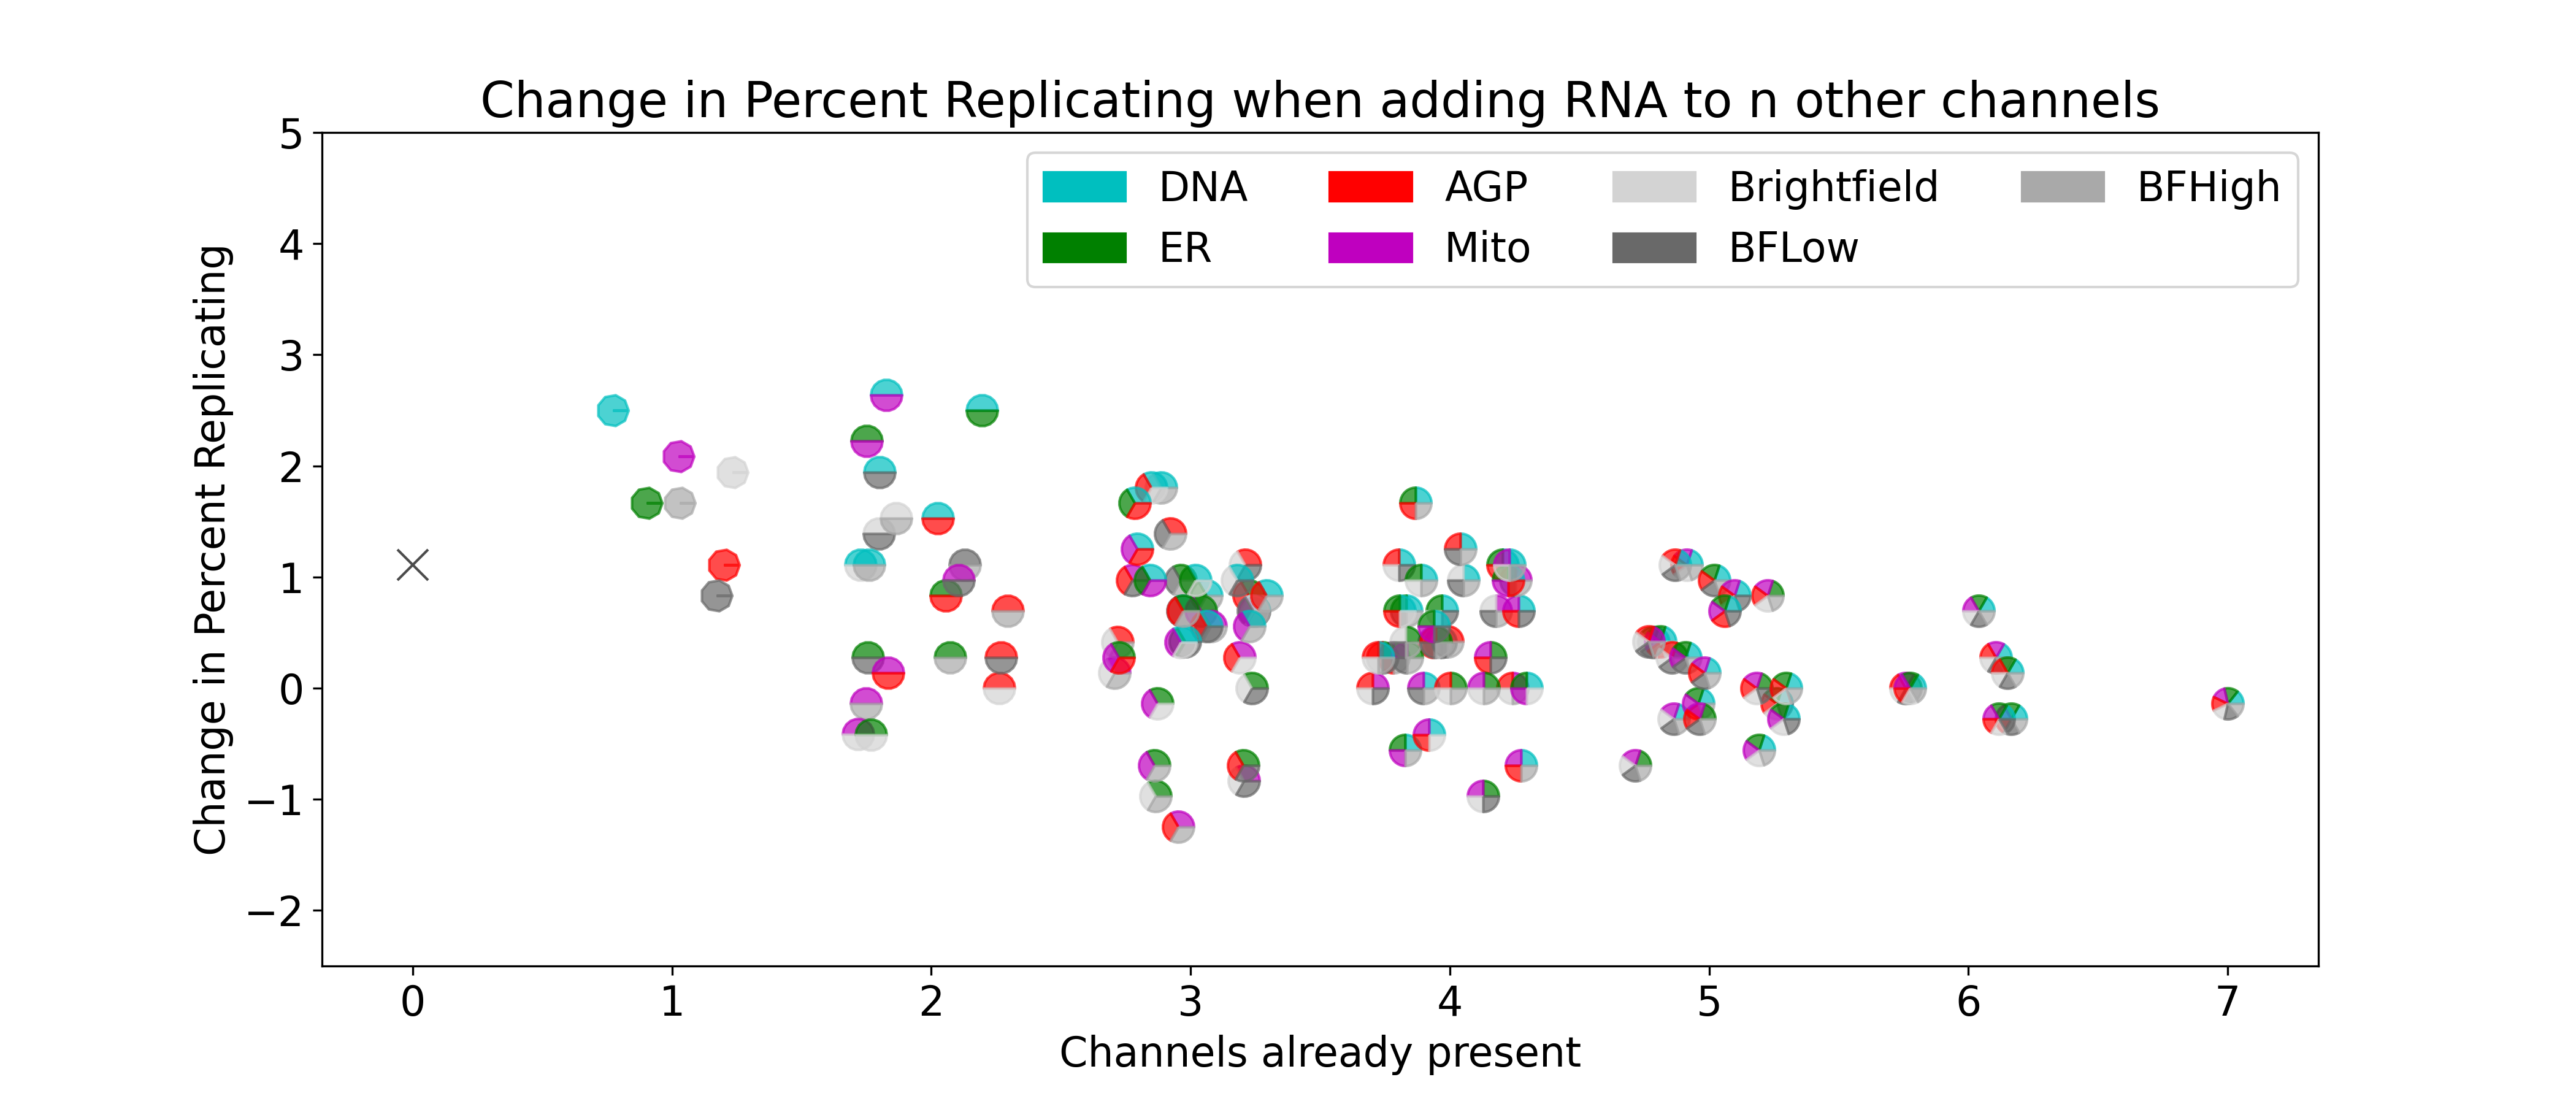 Change in Percent Replicating when adding RNA to n other channels
5
4
3
2
1
0
−1
−2
Change in Percent Replicating
DNA
ER
AGP
Mito
Brightfield
BFLow
BFHigh
0 1 2 3 4 5 6 7
Channels already present